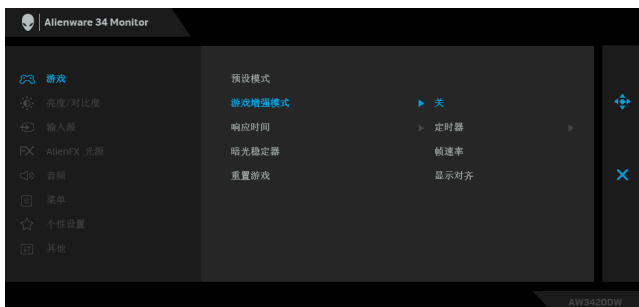 Alienware 34 Monitor
游戏
亮度/对比度
输入源
AlienFX 光源
音频
菜单
个性设置
其他
预设模式
游戏增强模式
响应时间
暗光稳定器
重置游戏
关
定时器
帧速率
显示对齐
AW3420DW